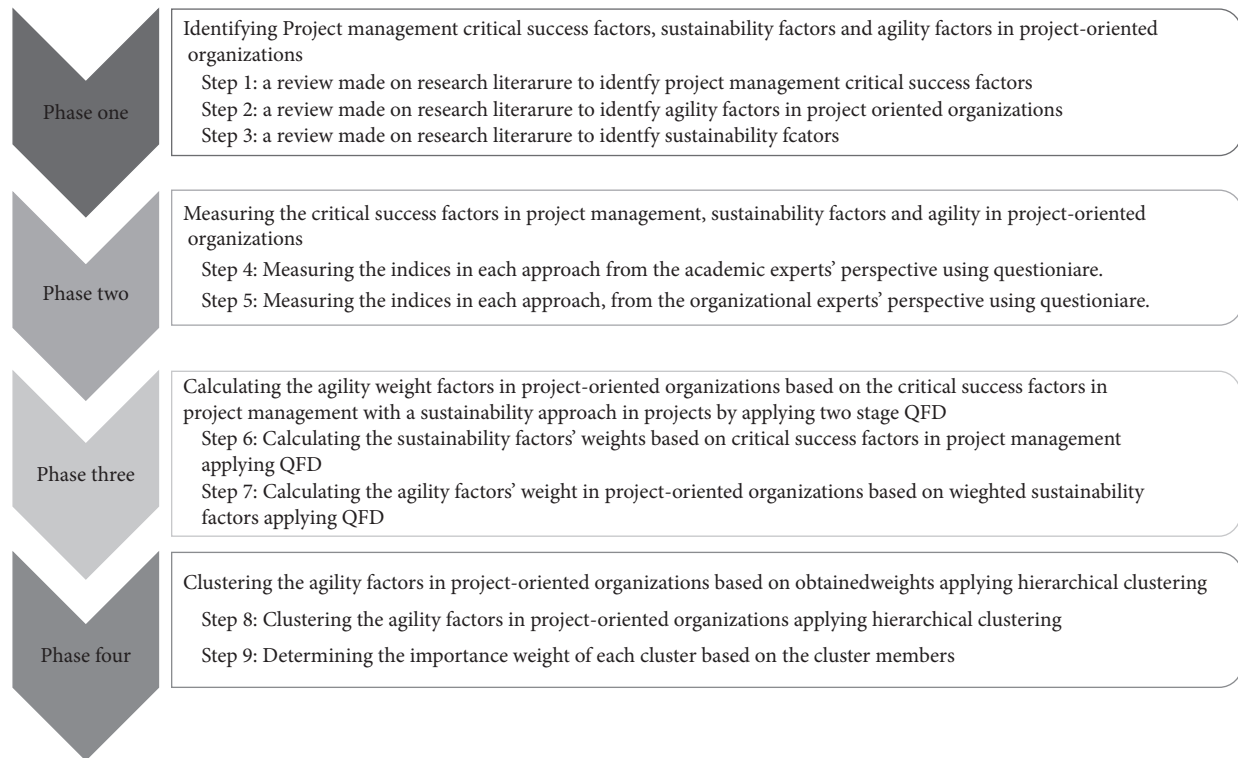 Phase one
Identifying Project management critical success factors, sustainability factors and agility factors in project-oriented
organizations
Step 1: a review made on research literarure to identfy project management critical success factors
Step 2: a review made on research literarure to identfy agility factors in project oriented organizations
Step 3: a review made on research literarure to identfy sustainability fcators
Phase two
Measuring the critical success factors in project management, sustainability factors and agility in project-oriented
organizations
Step 4: Measuring the indices in each approach from the academic experts’ perspective using questioniare.
Step 5: Measuring the indices in each approach, from the organizational experts’ perspective using questioniare.
Phase three
Calculating the agility weight factors in project-oriented organizations based on the critical success factors in
project management with a sustainability approach in projects by applying two stage QFD
Step 6: Calculating the sustainability factors’ weights based on critical success factors in project management
applying QFD
Step 7: Calculating the agility factors’ weight in project-oriented organizations based on wieghted sustainability
factors applying QFD
Phase four
Clustering the agility factors in project-oriented organizations based on obtainedweights applying hierarchical clustering
Step 8: Clustering the agility factors in project-oriented organizations applying hierarchical clustering
Step 9: Determining the importance weight of each cluster based on the cluster members